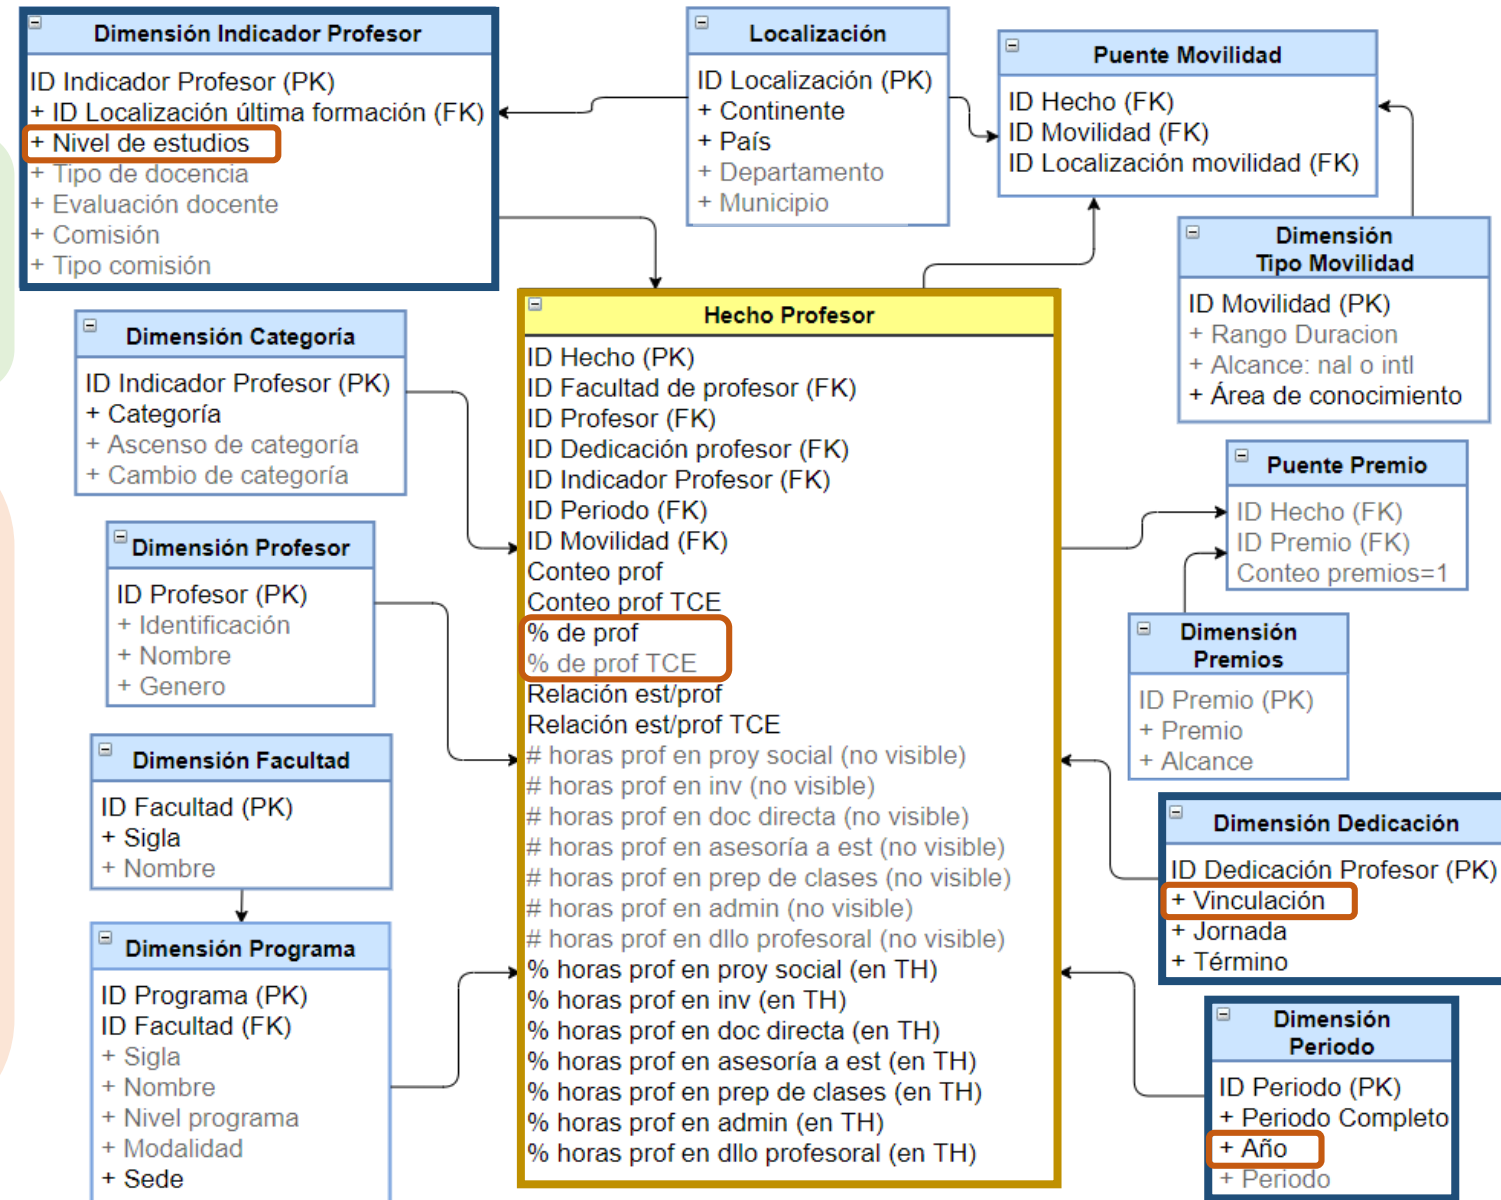 Dimensión Indicador Profesor
ID Indicador Profesor (PK)
+ ID Localización última formación (FK)
+ Nivel de estudios
+ Tipo de docencia
+ Evaluación docente
+ Comisión
+ Tipo comisión
Localización
ID Localización (PK)
+ Continente
+ País
+ Departamento
+ Municipio
Puente Movilidad
ID Hecho (FK)
ID Movilidad (FK)
ID Localización movilidad (FK)
Dimensión
Tipo Movilidad
ID Movilidad (PK)
+ Rango Duracion
+ Alcance: nal o intl
+ Área de conocimiento
Dimensión Categoría
ID Indicador Profesor (PK)
+ Categoría
+ Ascenso de categoría
+ Cambio de categoría
Dimensión Profesor
ID Profesor (PK)
+ Identificación
+ Nombre
+ Genero
Dimensión Facultad
ID Facultad (PK)
+ Sigla
+ Nombre
Dimensión Programa
ID Programa (PK)
ID Facultad (FK)
+ Sigla
+ Nombre
+ Nivel programa
+ Modalidad
+ Sede
Hecho Profesor
ID Hecho (PK)
ID Facultad de profesor (FK)
ID Profesor (FK)
ID Dedicación profesor (FK)
ID Indicador Profesor (FK)
ID Periodo (FK)
ID Movilidad (FK)
Conteo prof
Conteo prof TCE
% de prof
% de prof TCE
Relación est/prof
Relación est/prof TCE
# horas prof en proy social (no visible)
# horas prof en inv (no visible)
# horas prof en doc directa (no visible)
# horas prof en asesoría a est (no visible)
# horas prof en prep de clases (no visible)
# horas prof en admin (no visible)
# horas prof en dllo profesoral (no visible)
% horas prof en proy social (en TH)
% horas prof en inv (en TH)
% horas prof en doc directa (en TH)
% horas prof en asesoría a est (en TH)
% horas prof en prep de clases (en TH)
% horas prof en admin (en TH)
% horas prof en dllo profesoral (en TH)
Puente Premio
ID Hecho (FK)
ID Premio (FK)
Conteo premios=1
Dimensión
Premios
ID Premio (PK)
+ Premio
+ Alcance
Dimensión Dedicación
ID Dedicación Profesor (PK)
+ Vinculación
+ Jornada
+ Término
Dimensión
Periodo
ID Periodo (PK)
+ Periodo Completo
+ Año
+ Periodo